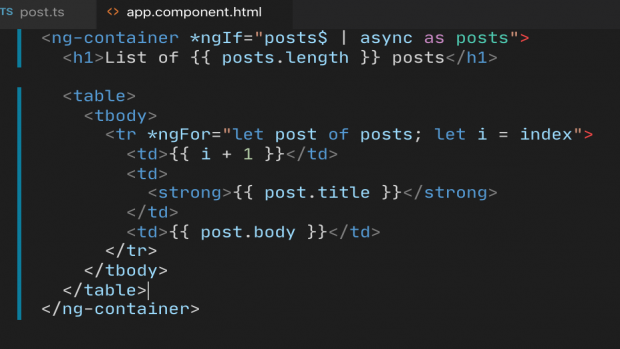 TS post.ts <> app.component.html
<ng-container *ngIf="posts$ | async as posts">
<h1>List of {{ posts.length }} posts</h1>
<table>
<tbody>
<tr *ngFor="let post of posts; let i = index">
<td>{{ i + 1 }}</td>
<td>
<strong>{{ post.title }}</strong>
</td>
<td>{{ post.body }}</td>
</tr>
</tbody>
</table>
</ng-container>